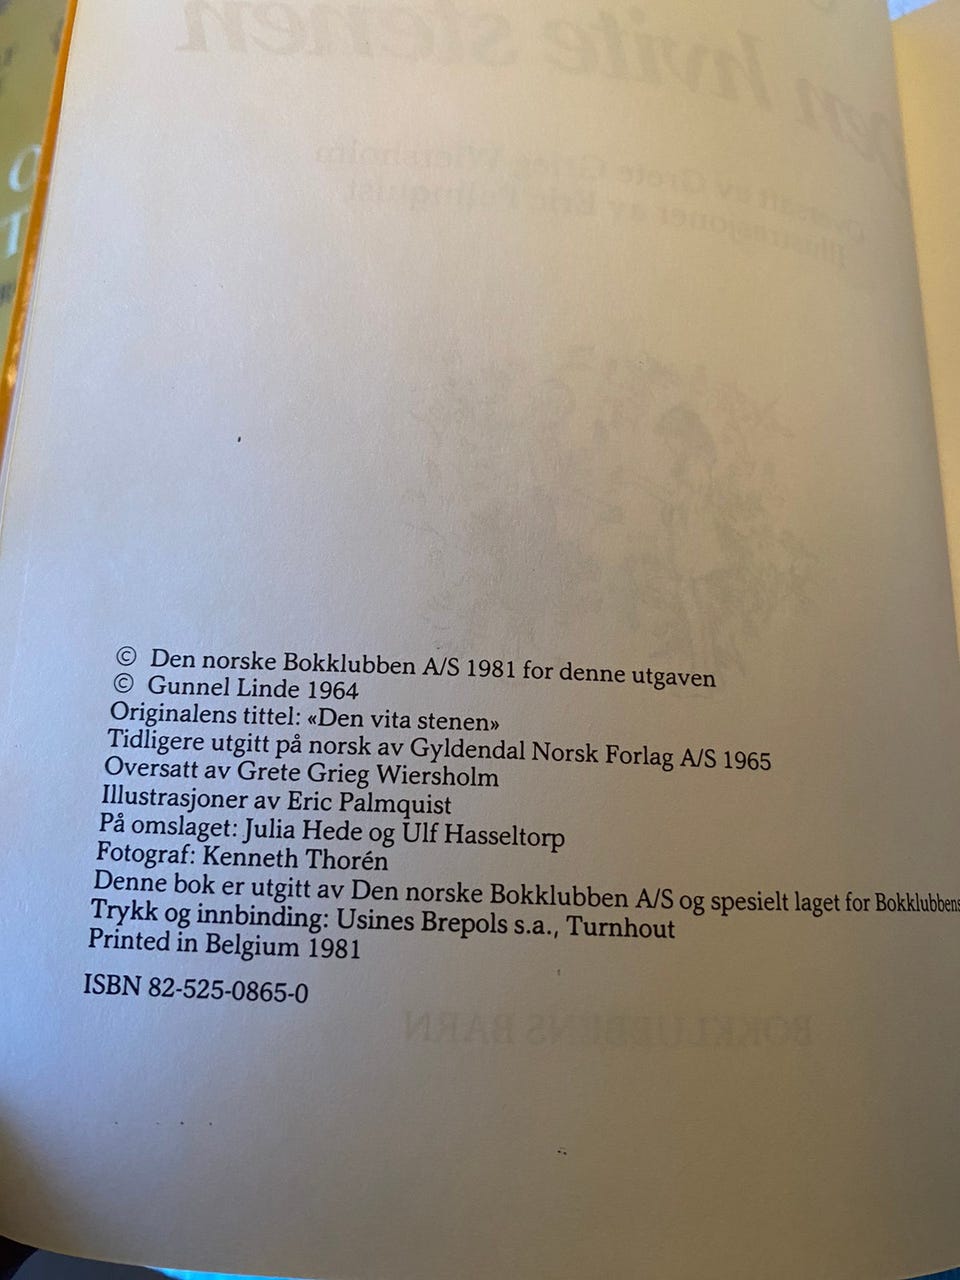 © Den norske Bokklubben A/S 1981 for denne utgaven
© Gunnel Linde 1964
Originalens tittel: «Den vita stenen»
Tidligere utgitt på norsk av Gyldendal Norsk Forlag A/S 1965
Oversatt av Grete Grieg Wiersholm
Illustrasjoner av Eric Palmquist
På omslaget: Julia Hede og Ulf Hasseltorp
Fotograf: Kenneth Thorén
Denne bok er utgitt av Den norske Bokklubben A/S og spesielt laget for Bokklubbens
Trykk og innbinding: Usines Brepols s.a., Turnhout
Printed in Belgium 1981
ISBN 82-525-0865-0